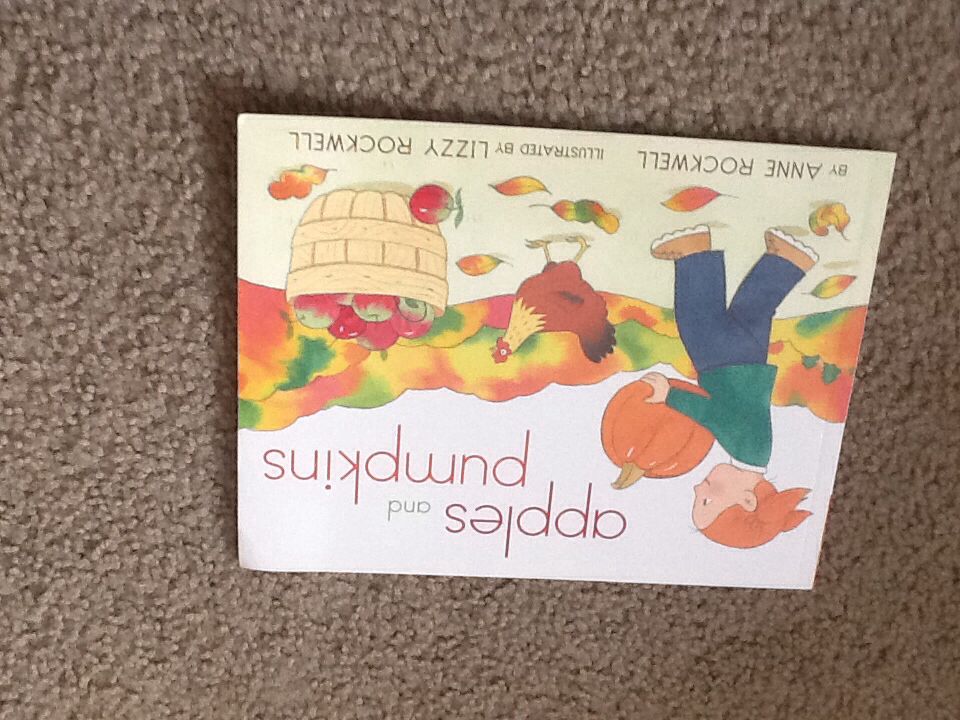 apples and
pumpkins
BY ANNE ROCKWELL ILLUSTRATED BY LIZZY ROCKWELL